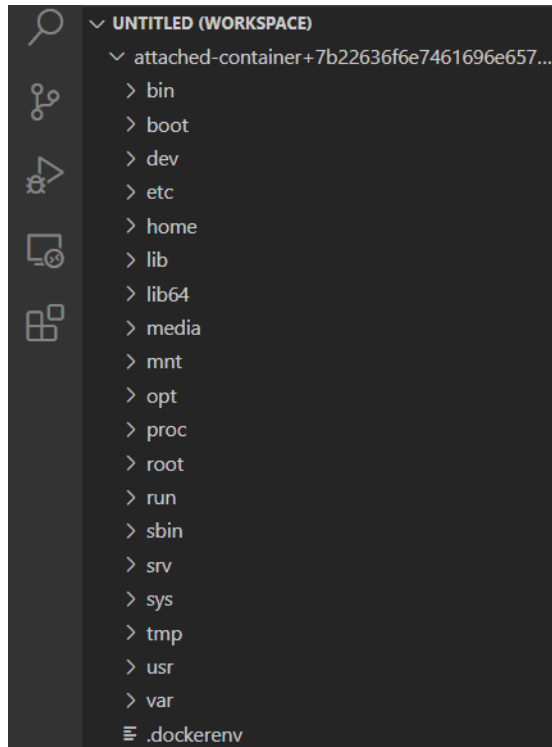 UNTITLED (WORKSPACE)
attached-container+7b22636f6e7461696e657...
bin
boot
dev
etc
home
lib
lib64
media
mnt
opt
proc
root
run
sbin
srv
sys
tmp
usr
var
.dockerenv